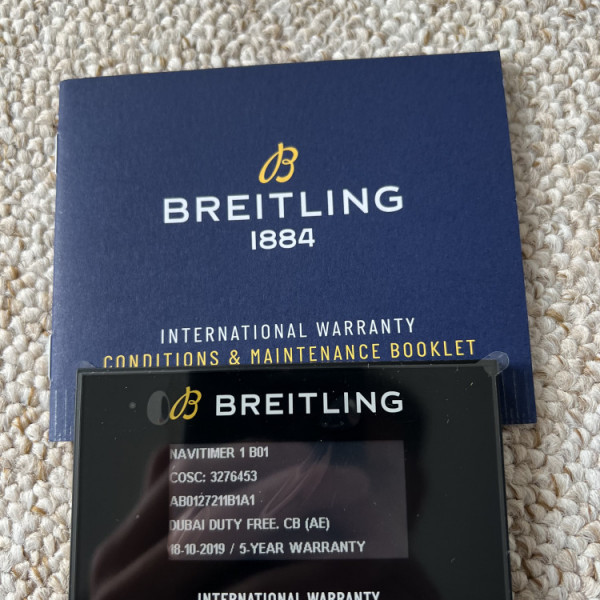 BREITLING
1884
INTERNATIONAL WARRANTY
CONDITIONS & MAINTENANCE BOOKLET
BREITLING
NAVITIMER 1 B01
COSC: 3276453
AB0127211B1A1
DUBAI DUTY FREE. CB (AE)
18-10-2019 / 5-YEAR WARRANTY
INTERNATIONAL WARRANTY